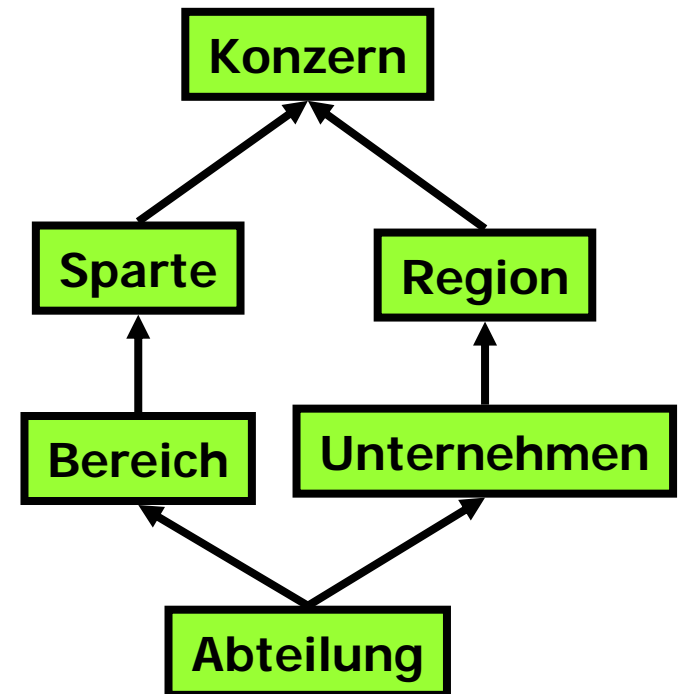 Konzern
Sparte
Region
Bereich
Unternehmen
Abteilung